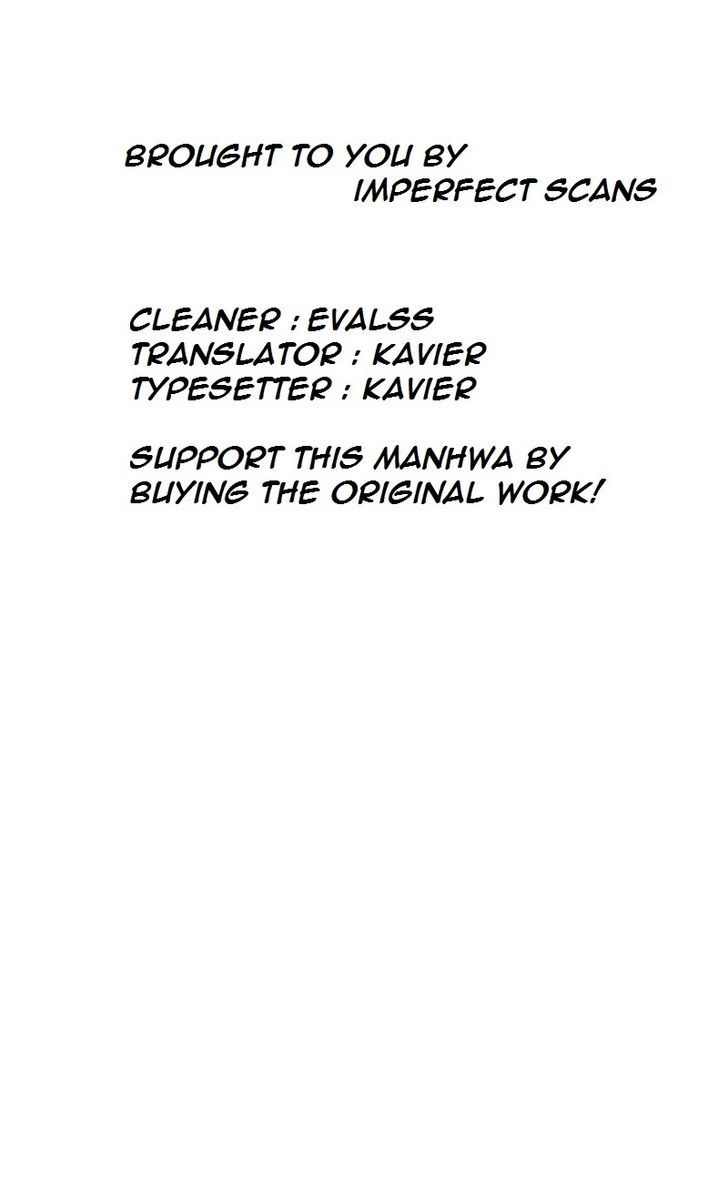 BROUGHT TO YOU BY
IMPERFECT SCANS
CLEANER : EVALSS
TRANSLATOR : KAVIER
TYPESETTER : KAVIER
SUPPORT THIS MANHWA BY
BUYING THE ORIGINAL WORK!